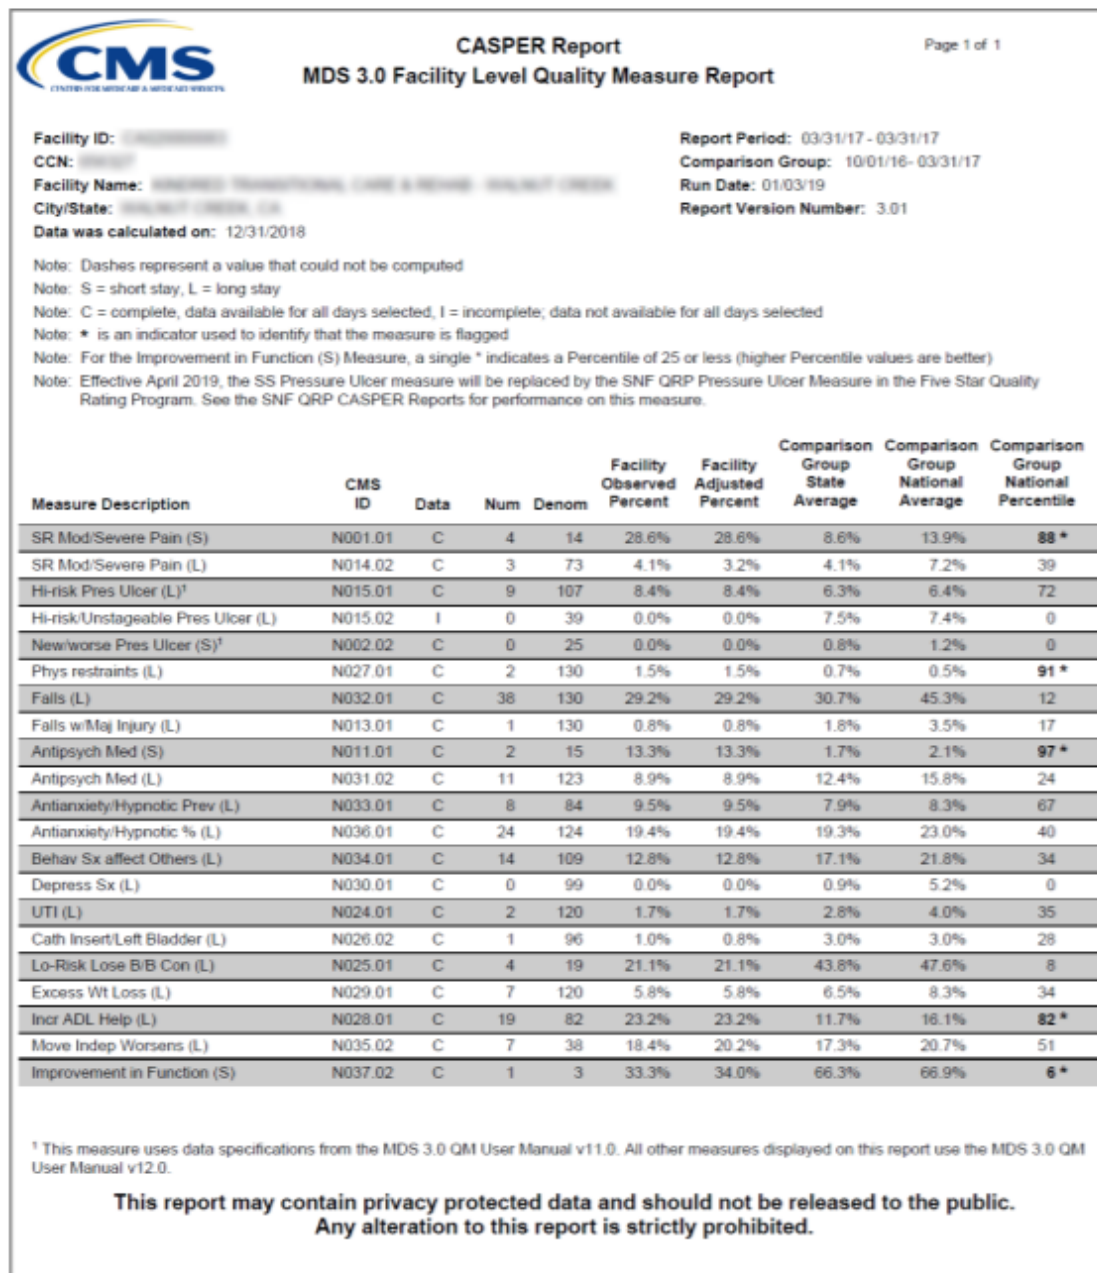 CMS
CENTERS FOR MEDICARE & MEDICAID SERVICES
CASPER Report
MDS 3.0 Facility Level Quality Measure Report
Page 1 of 1
Facility ID:
CCN:
Facility Name:
City/State:
Data was calculated on: 12/31/2018
Report Period: 03/31/17 - 03/31/17
Comparison Group: 10/01/16- 03/31/17
Run Date: 01/03/19
Report Version Number: 3.01
Note: Dashes represent a value that could not be computed
Note: S = short stay, L = long stay
Note: C = complete, data available for all days selected, I = incomplete; data not available for all days selected
Note: * is an indicator used to identify that the measure is flagged
Note: For the Improvement in Function (S) Measure, a single * indicates a Percentile of 25 or less (higher Percentile values are better)
Note: Effective April 2019, the SS Pressure Ulcer measure will be replaced by the SNF QRP Pressure Ulcer Measure in the Five Star Quality
Rating Program. See the SNF QRP CASPER Reports for performance on this measure.
Measure Description CMS ID Data Num Denom Facility Observed Percent Facility Adjusted Percent Comparison Group State Average Comparison Group National Average Comparison Group National Percentile
SR Mod/Severe Pain (S) N001.01 C 4 14 28.6% 28.6% 8.6% 13.9% 88 *
SR Mod/Severe Pain (L) N014.02 C 3 73 4.1% 3.2% 4.1% 7.2% 39
Hi-risk Pres Ulcer (L)¹ N015.01 C 9 107 8.4% 8.4% 6.3% 6.4% 72
Hi-risk/Unstageable Pres Ulcer (L) N015.02 I 0 39 0.0% 0.0% 7.5% 7.4% 0
New/worse Pres Ulcer (S)¹ N002.02 C 0 25 0.0% 0.0% 0.8% 1.2% 0
Phys restraints (L) N027.01 C 2 130 1.5% 1.5% 0.7% 0.5% 91 *
Falls (L) N032.01 C 38 130 29.2% 29.2% 30.7% 45.3% 12
Falls w/Maj Injury (L) N013.01 C 1 130 0.8% 0.8% 1.8% 3.5% 17
Antipsych Med (S) N011.01 C 2 15 13.3% 13.3% 1.7% 2.1% 97 *
Antipsych Med (L) N031.02 C 11 123 8.9% 8.9% 12.4% 15.8% 24
Antianxiety/Hypnotic Prev (L) N033.01 C 8 84 9.5% 9.5% 7.9% 8.3% 67
Antianxiety/Hypnotic % (L) N036.01 C 24 124 19.4% 19.4% 19.3% 23.0% 40
Behav Sx affect Others (L) N034.01 C 14 109 12.8% 12.8% 17.1% 21.8% 34
Depress Sx (L) N030.01 C 0 99 0.0% 0.0% 0.9% 5.2% 0
UTI (L) N024.01 C 2 120 1.7% 1.7% 2.8% 4.0% 35
Cath Insert/Left Bladder (L) N026.02 C 1 96 1.0% 0.8% 3.0% 3.0% 28
Lo-Risk Lose B/B Con (L) N025.01 C 4 19 21.1% 21.1% 43.8% 47.6% 8
Excess Wt Loss (L) N029.01 C 7 120 5.8% 5.8% 6.5% 8.3% 34
Incr ADL Help (L) N028.01 C 19 82 23.2% 23.2% 11.7% 16.1% 82 *
Move Indep Worsens (L) N035.02 C 7 38 18.4% 20.2% 17.3% 20.7% 51
Improvement in Function (S) N037.02 C 1 3 33.3% 34.0% 66.3% 66.9% 6 *
¹ This measure uses data specifications from the MDS 3.0 QM User Manual v11.0. All other measures displayed on this report use the MDS 3.0 QM
User Manual v12.0.
This report may contain privacy protected data and should not be released to the public.
Any alteration to this report is strictly prohibited.